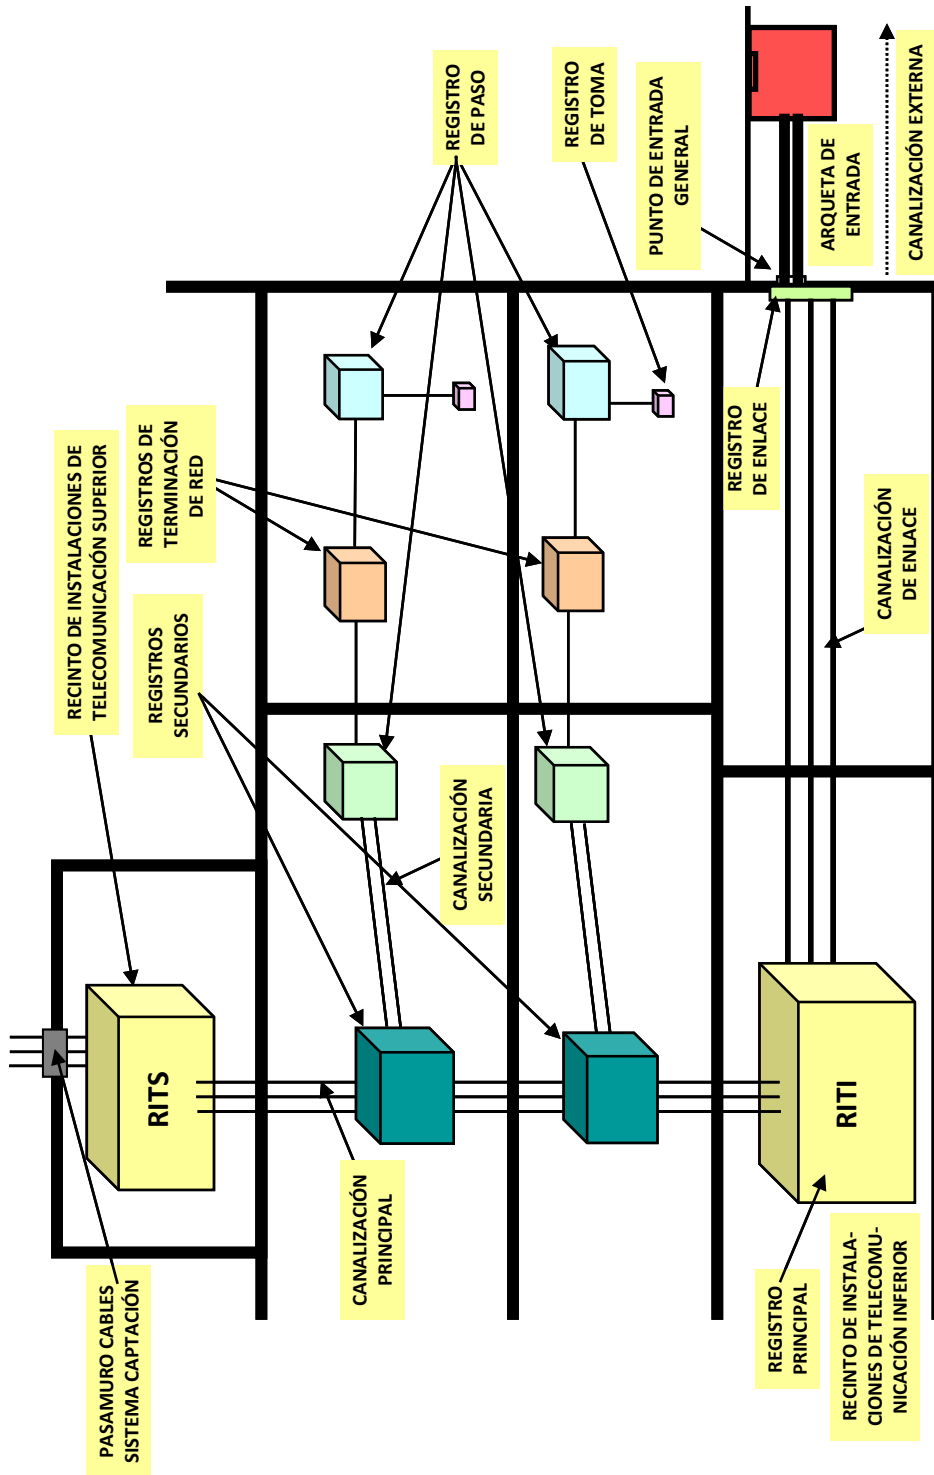 PASAMURO CABLES
SISTEMA CAPTACIÓN
RITS
RECINTO DE INSTALACIONES DE
TELECOMUNICACIÓN SUPERIOR
REGISTROS
SECUNDARIOS
REGISTROS DE
TERMINACIÓN
DE RED
CANALIZACIÓN
PRINCIPAL
CANALIZACIÓN
SECUNDARIA
REGISTRO
DE PASO
REGISTRO
DE TOMA
PUNTO DE ENTRADA
GENERAL
REGISTRO
PRINCIPAL
RECINTO DE INSTALA-
CIONES DE TELECOMU-
NICACIÓN INFERIOR
RITI
REGISTRO
DE ENLACE
CANALIZACIÓN
DE ENLACE
ARQUETA DE
ENTRADA
CANALIZACIÓN EXTERNA